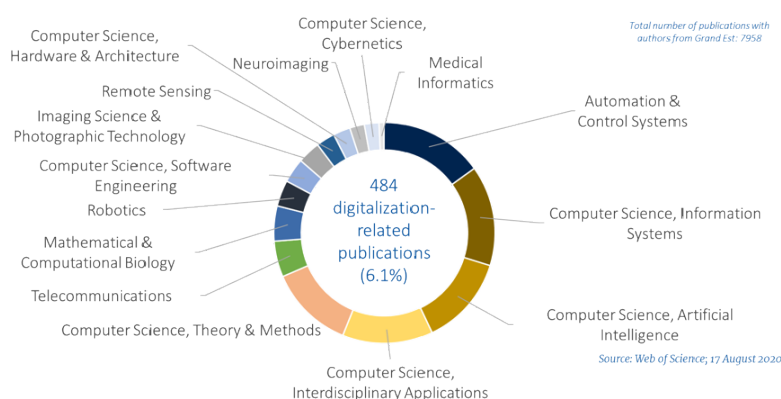 Total number of publications with
authors from Grand Est: 7958
Computer Science,
Cybernetics
Computer Science,
Hardware & Architecture
Neuroimaging
Medical
Informatics
Remote Sensing
Automation &
Control Systems
Imaging Science &
Photographic Technology
Computer Science, Software
Engineering
484
digitalization-
related
publications
(6.1%)
Robotics
Computer Science, Information
Systems
Mathematical &
Computational Biology
Telecommunications
Computer Science, Theory & Methods
Computer Science, Artificial
Intelligence
Source: Web of Science; 17 August 2020
Computer Science,
Interdisciplinary Applications